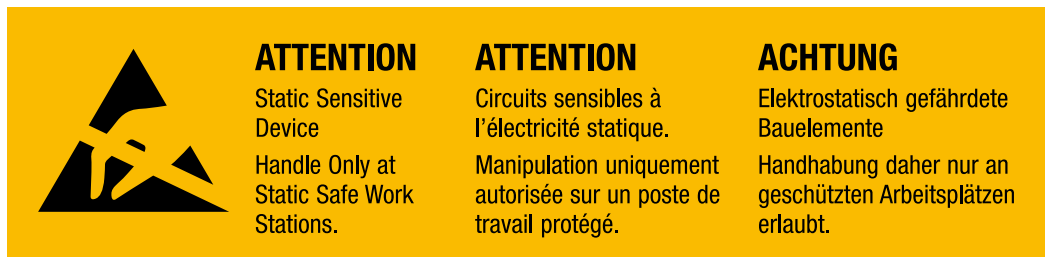 ATTENTION
Static Sensitive
Device
Handle Only at
Static Safe Work
Stations.
ATTENTION
Circuits sensibles à
l'électricité statique.
Manipulation uniquement
autorisée sur un poste de
travail protégé.
ACHTUNG
Elektrostatisch gefährdete
Bauelemente
Handhabung daher nur an
geschützten Arbeitsplätzen
erlaubt.